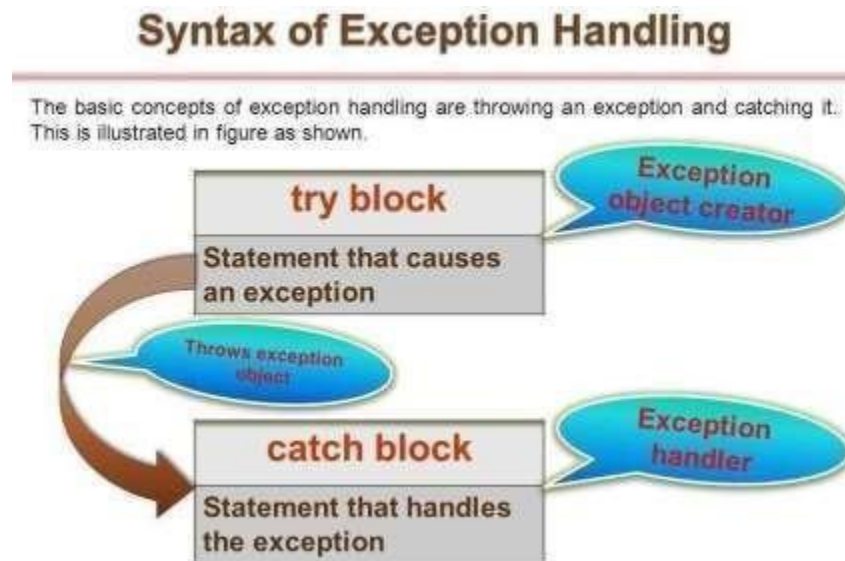 Syntax of Exception Handling
The basic concepts of exception handling are throwing an exception and catching it.
This is illustrated in figure as shown.
Exception
object creator
try block
Statement that causes
an exception
Throws exception
object
Exception
handler
catch block
Statement that handles
the exception